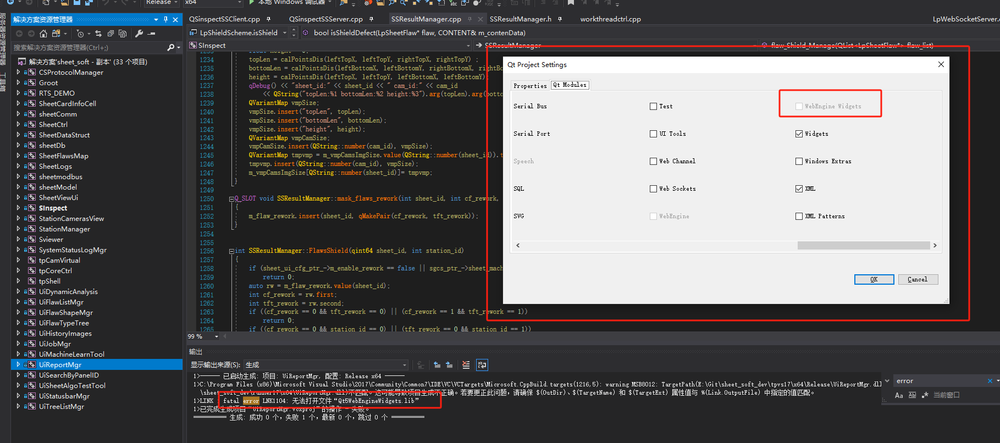 Release
x64
本地 Windows 调试器
解决方案资源管理器
搜索解决方案资源管理器(Ctrl+;)
解决方案'sheet_soft - 副本' (33 个项目)
CSProtocolManager
Groot
RTS_DEMO
SheetCardInfoCell
sheetComm
SheetCtrl
SheetDataStruct
sheetDb
SheetFlawsMap
SheetLogs
sheetmodbus
sheetModel
SheetViewUi
SInspect
StationCamerasView
StationManager
Sviewer
SystemStatusLogMgr
tpCamVirtual
tpCoreCtrl
tpShell
UiDynamicAnalysis
UiFlawListMgr
UiFlawShapeMgr
UiFlawTypeTree
UiHistoryImages
UiJobMgr
UiMachineLearnTool
UiReportMgr
UiSearchByPanelID
UiSheetAlgoTestTool
UiStatusbarMgr
UiTreeListMgr
QSinspectSSClient.cpp
QSinspectSSServer.cpp
SSResultManager.cpp
SSResultManager.h
workthreadctrl.cpp
LpWebSocketServer.
LpShieldScheme.isShield
bool isShieldDefect(LpSheetFlaw* flaw, CONTENT& m_contenData)
SInspect
SSResultManager
flaw_Shield_Manage(QList<LpSheetFlaw*> flaw_list)
1234 topLen = calPointsDis(leftTopX, leftTopY, rightTopX, rightTopY) ;
1235 bottomLen = calPointsDis(leftBottomX, leftBottomY, rightBottomX, rightBo
1236 height = calPointsDis(leftTopX, leftTopY, leftBottomX, leftBottomY);
1237 qDebug() << "sheet_id:" << sheet_id << " cam_id:" << cam_id
1238 << QString("topLen:%1 bottomLen:%2 height:%3").arg(topLen).arg(botto
1239 QVariantMap vmpSize;
1240 vmpSize.insert("topLen", topLen);
1241 vmpSize.insert("bottomLen", bottomLen);
1242 vmpSize.insert("height", height);
1243 QVariantMap vmpCamSize;
1244 vmpCamSize.insert(QString::number(cam_id), vmpSize);
1245 QVariantMap tmpvmp = m_vmpCamsImgSize.value(QString::number(sheet_id)).t
1246 tmpvmp.insert(QString::number(cam_id), vmpSize);
1247 m_vmpCamsImgSize[QString::number(sheet_id)]= tmpvmp;
1248 }
1249
1250 Q_SLOT void SSResultManager::mask_flaws_rework(int sheet_id, int cf_rework,
1251 {
1252 m_flaw_rework.insert(sheet_id, qMakePair(cf_rework, tft_rework));
1253 }
1254
1255
1256 int SSResultManager::FlawsShield(qint64 sheet_id, int station_id)
1257 {
1258 if (sheet_ui_cfg_ptr_->m_enable_rework == false || sgcs_ptr_->sheet_mach
1259 return 0;
1260 auto rw = m_flaw_rework.value(sheet_id);
1261 int cf_rework = rw.first;
1262 int tft_rework = rw.second;
1263 if ((cf_rework == 0 && tft_rework == 0) || (cf_rework == 1 && tft_rework == 1))
1264 return 0;
1265 if ((cf_rework == 0 && station_id == 0) || (tft_rework == 0 && station_id == 1))
99 %
Qt Project Settings
Properties
Qt Modules
Serial Bus
Test
WebEngine Widgets
Serial Port
UI Tools
Widgets
Speech
Web Channel
Windows Extras
SQL
Web Sockets
XML
SVG
WebEngine
XML Patterns
OK
Cancel
输出
显示输出来源(S): 生成
1>------ 已启动生成: 项目: UiReportMgr, 配置: Release x64 ------
1>C:\Program Files (x86)\Microsoft Visual Studio\2017\Community\Common7\IDE\VC\VCTargets\Microsoft.CppBuild.targets(1216,5): warning MSB8012: TargetPath(E:\Git\sheet_soft_dev\tpvs17\x64\Release\UiReportMgr.dll
不匹配。这可能导致项目生成不正确。若要更正此问题，请确保 $(OutDir)、$(TargetName) 和 $(TargetExt) 属性值与 %(Link.OutputFile) 中指定的值匹配。
1>LINK : fatal error LNK1104: 无法打开文件“Qt5WebEngineWidgets.lib”
1>已完成生成项目“UiReportMgr.vcxproj”的操作 - 失败。
========== 生成: 成功 0 个，失败 1 个，最新 0 个，跳过 0 个 ==========
error
Aa
当前窗口